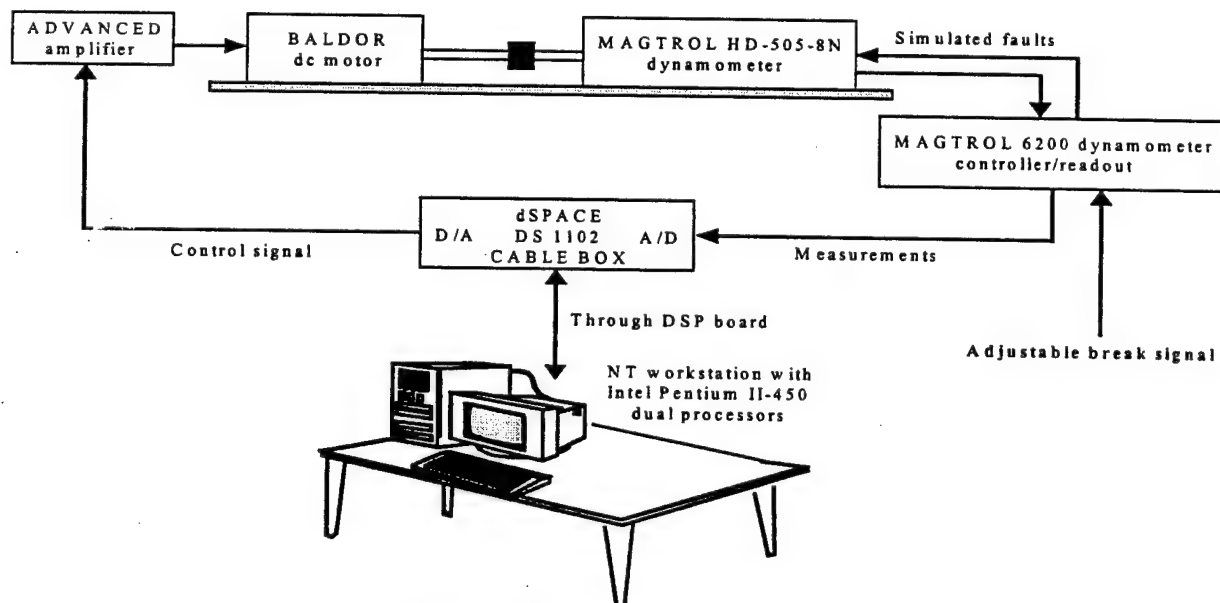 ADVANCED
amplifier
BALDOR
dc motor
MAGTROL HD-505-8N
dynamometer
Simulated faults
MAGTROL 6200 dynamometer
controller/readout
dSPACE
D/A DS 1102 A/D
CABLE BOX
Control signal
Measurements
Through DSP board
Adjustable break signal
NT workstation with
Intel Pentium II-450
dual processors